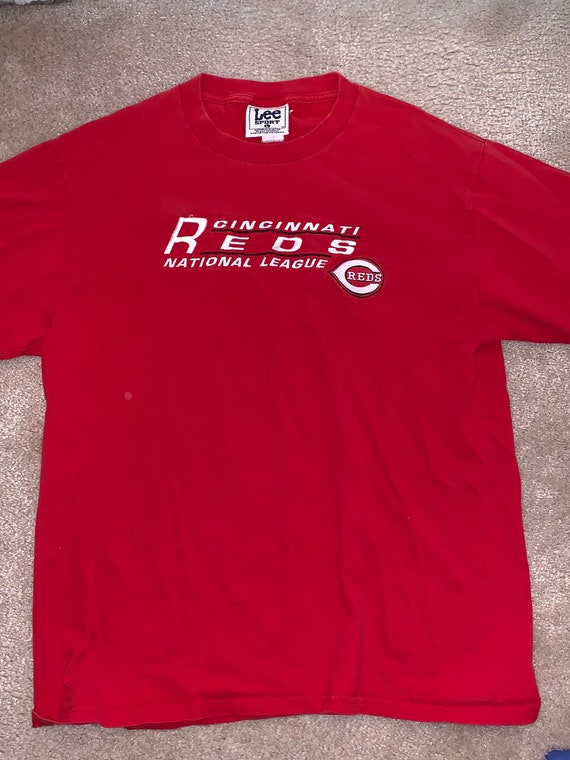 Lee
SPORT
CINCINNATI
REDS
NATIONAL LEAGUE
REDS